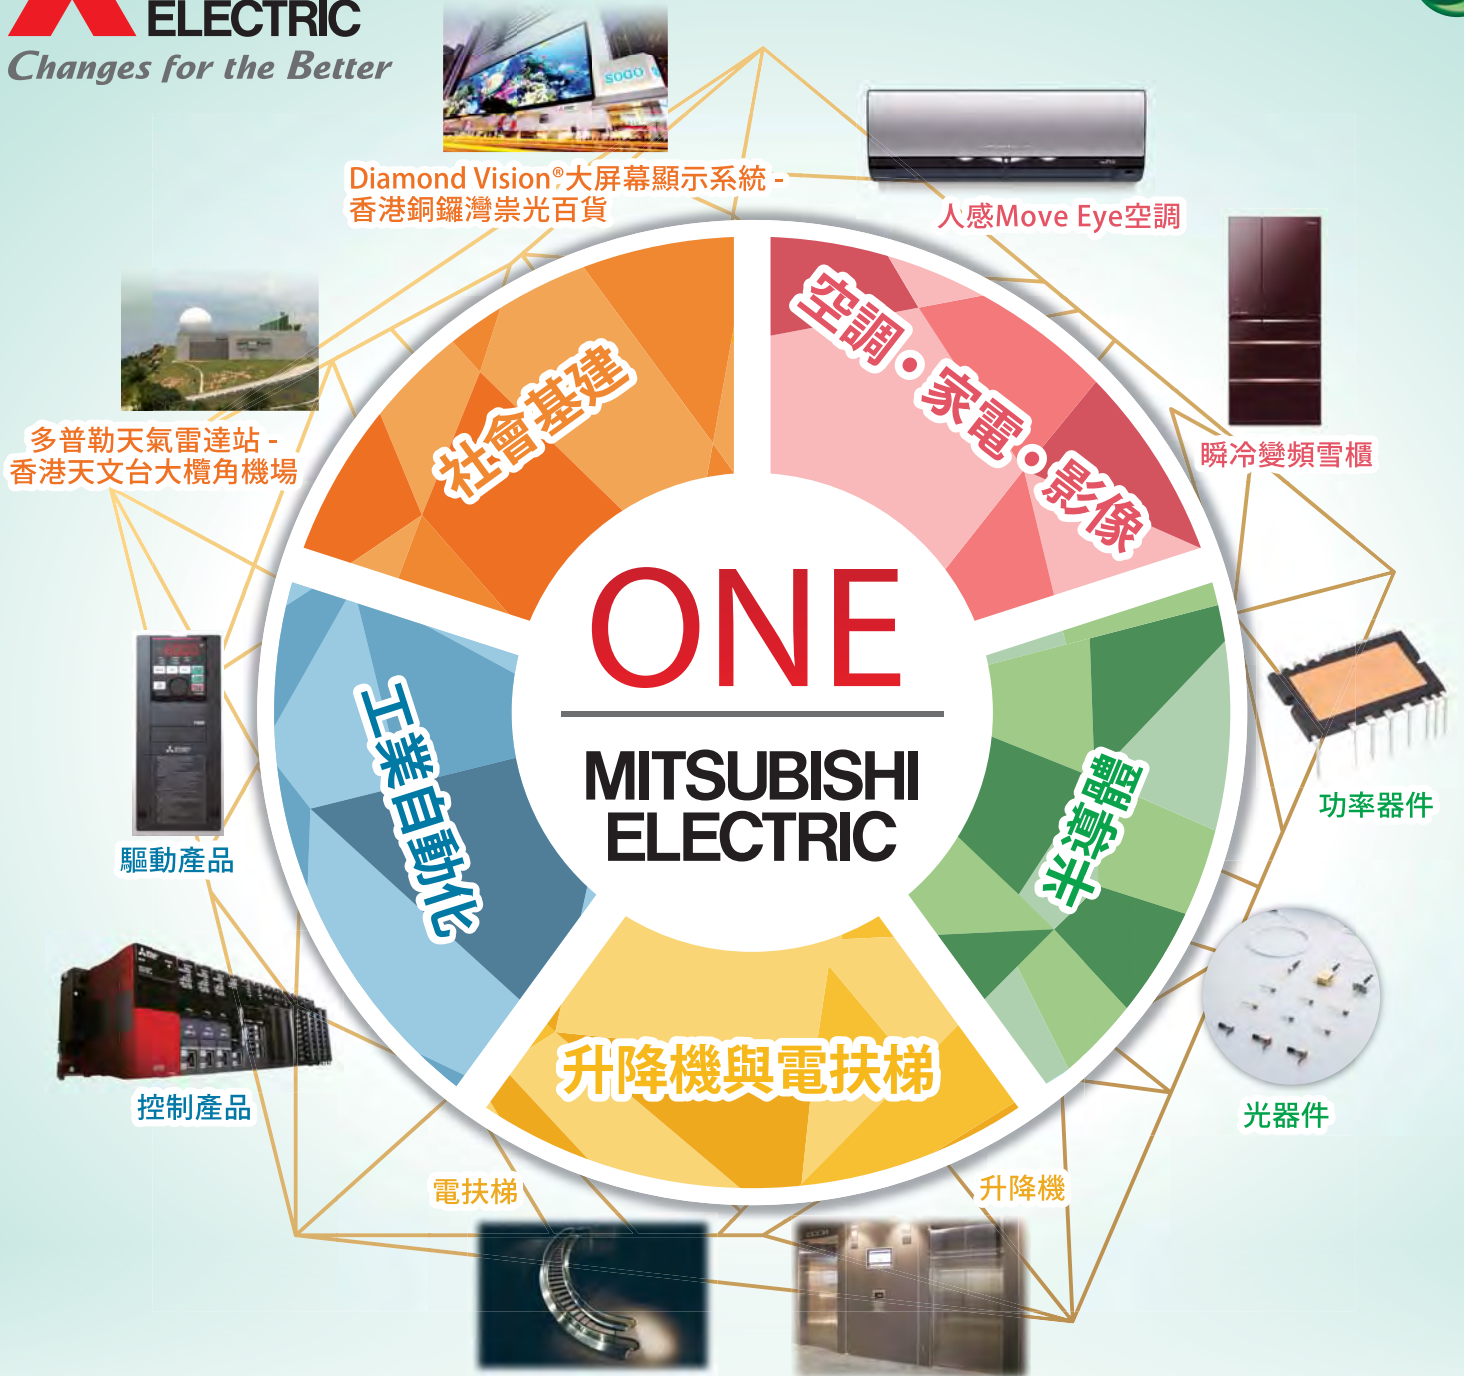 ELECTRIC
Changes for the Better
SOGO
Diamond Vision®大屏幕顯示系統 -
香港銅鑼灣崇光百貨
人感Move Eye空調
瞬冷變頻雪櫃
多普勒天氣雷達站 -
香港天文台大欖角機場
社會基建
空調•家電•影像
工業自動化
半導體
升降機與電扶梯
ONE
MITSUBISHI
ELECTRIC
驅動產品
功率器件
控制產品
光器件
電扶梯
升降機